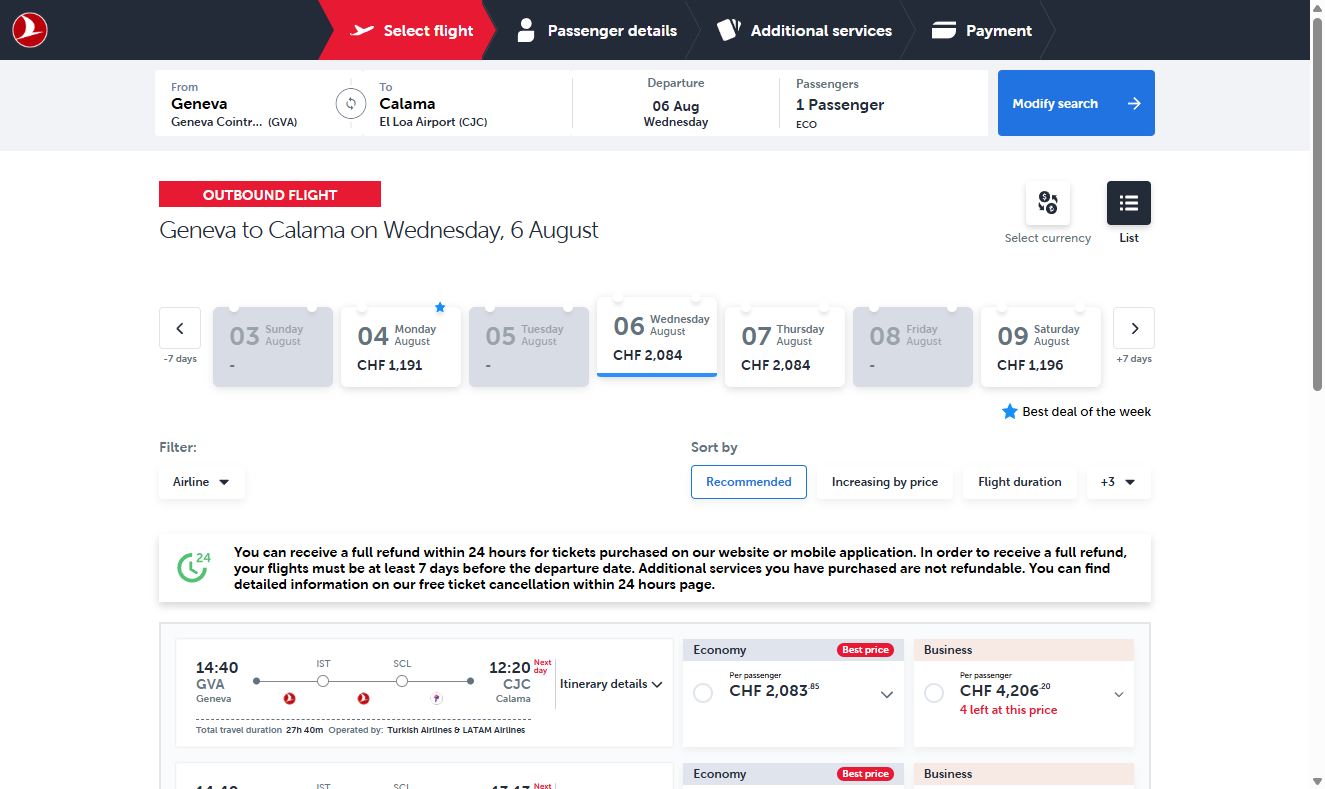 Select flight
Passenger details
Additional services
Payment
From
Geneva
Geneva Cointr... (GVA)
To
Calama
El Loa Airport (CJC)
Departure
06 Aug
Wednesday
Passengers
1 Passenger
ECO
Modify search
OUTBOUND FLIGHT
Geneva to Calama on Wednesday, 6 August
Select currency
List
-7 days
03 Sunday August
-
04 Monday August
CHF 1,191
05 Tuesday August
-
06 Wednesday August
CHF 2,084
07 Thursday August
CHF 2,084
08 Friday August
-
09 Saturday August
CHF 1,196
+7 days
Best deal of the week
Filter:
Airline
Sort by
Recommended
Increasing by price
Flight duration
+3
24
You can receive a full refund within 24 hours for tickets purchased on our website or mobile application. In order to receive a full refund,
your flights must be at least 7 days before the departure date. Additional services you have purchased are not refundable. You can find
detailed information on our free ticket cancellation within 24 hours page.
14:40
GVA
Geneva
IST
SCL
12:20 Next day
CJC
Calama
Itinerary details
Total travel duration 27h 40m Operated by: Turkish Airlines & LATAM Airlines
Economy
Best price
Per passenger
CHF 2,083.85
Business
Per passenger
CHF 4,206.20
4 left at this price
IST
SCL
Next
Economy
Best price
Business